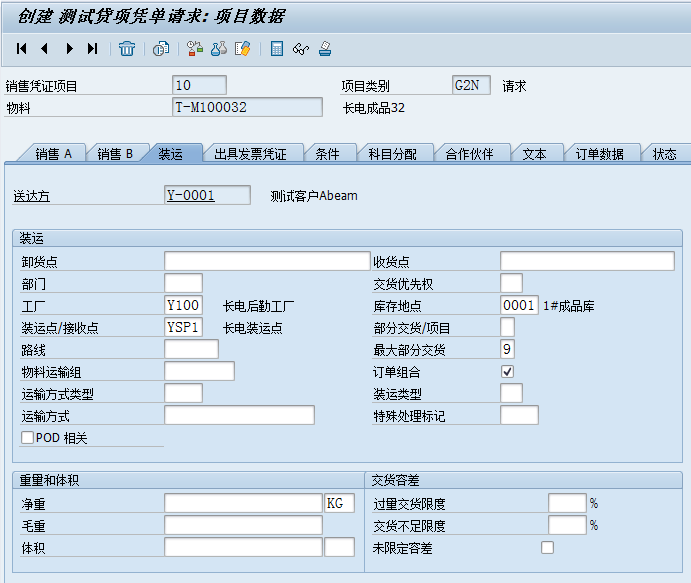 创建 测试贷项凭单请求: 项目数据
销售凭证项目 10 项目类别 G2N 请求
物料 T-M100032 长电成品32
销售 A 销售 B 装运 出具发票凭证 条件 科目分配 合作伙伴 文本 订单数据 状态
送达方 Y-0001 测试客户Abeam
装运
卸货点 收货点
部门 交货优先权
工厂 Y100 长电后勤工厂 库存地点 0001 1#成品库
装运点/接收点 YSP1 长电装运点 部分交货/项目
路线 最大部分交货 9
物料运输组 订单组合
运输方式类型 装运类型
运输方式 特殊处理标记
POD 相关
重量和体积 交货容差
净重 KG 过量交货限度 %
毛重 交货不足限度 %
体积 未限定容差